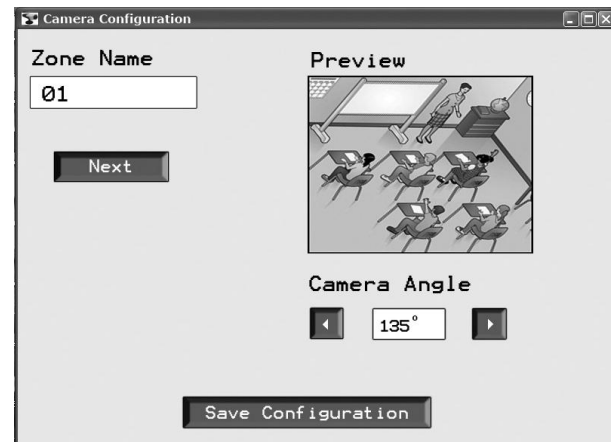 Camera Configuration
Zone Name
01
Next
Preview
Camera Angle
135°
Save Configuration